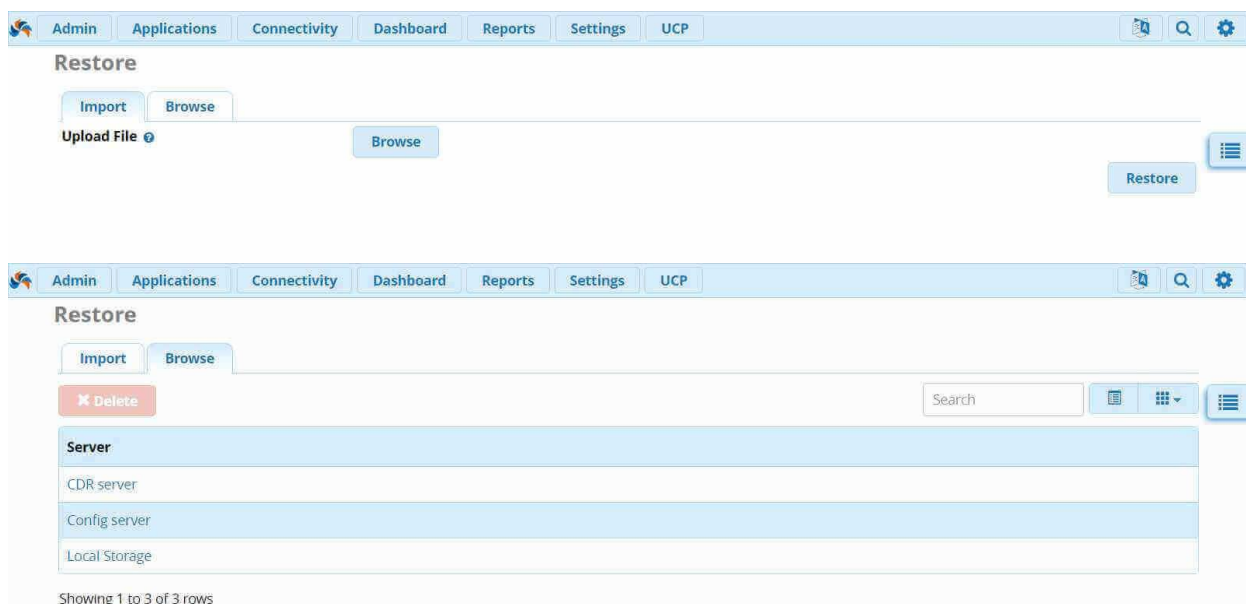 Admin Applications Connectivity Dashboard Reports Settings UCP
Restore
Import Browse
Upload File Browse
Restore
Admin Applications Connectivity Dashboard Reports Settings UCP
Restore
Import Browse
Delete Search
Server
CDR server
Config server
Local Storage
Showing 1 to 3 of 3 rows